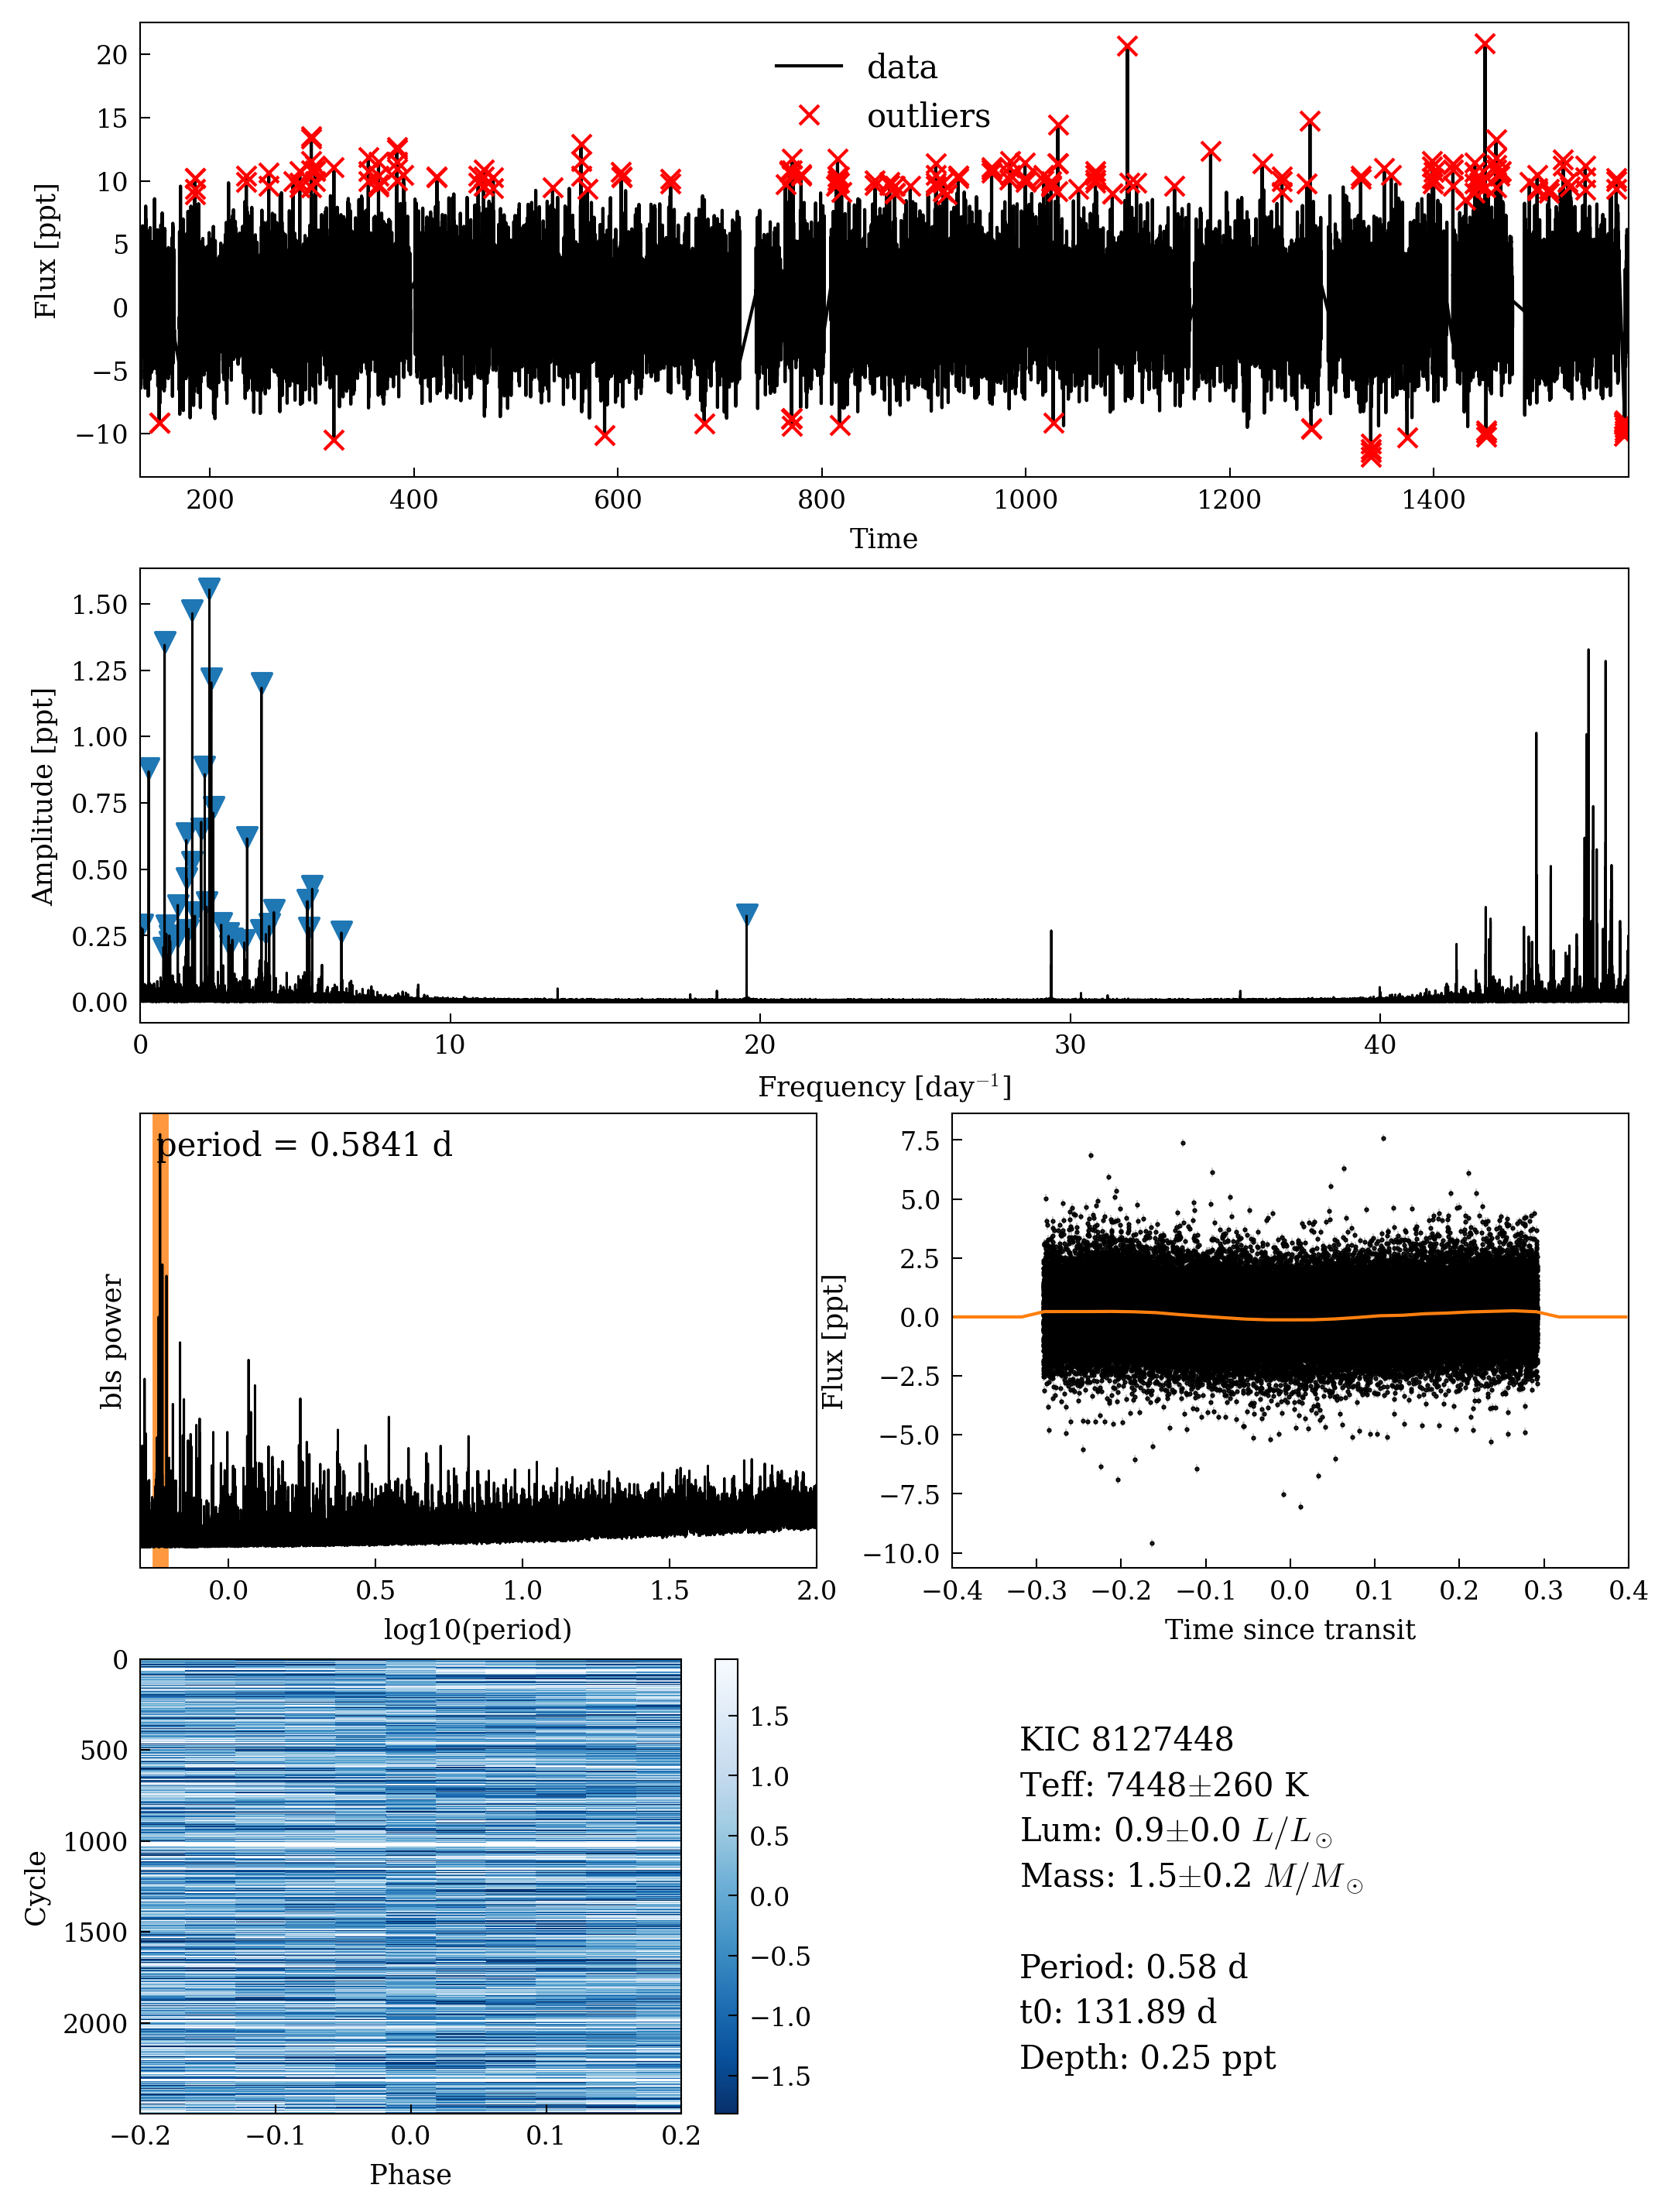 20
15
10
5
0
−5
−10
Flux [ppt]
data
outliers
200 400 600 800 1000 1200 1400
Time
1.50
1.25
1.00
0.75
0.50
0.25
0.00
Amplitude [ppt]
0 10 20 30 40
Frequency [day⁻¹]
period = 0.5841 d
bls power
0.0 0.5 1.0 1.5 2.0
log10(period)
7.5
5.0
2.5
0.0
−2.5
−5.0
−7.5
−10.0
Flux [ppt]
−0.4 −0.3 −0.2 −0.1 0.0 0.1 0.2 0.3 0.4
Time since transit
0
500
1000
1500
2000
Cycle
−0.2 −0.1 0.0 0.1 0.2
Phase
1.5
1.0
0.5
0.0
−0.5
−1.0
−1.5
KIC 8127448
Teff: 7448±260 K
Lum: 0.9±0.0 L/L⊙
Mass: 1.5±0.2 M/M⊙
Period: 0.58 d
t0: 131.89 d
Depth: 0.25 ppt